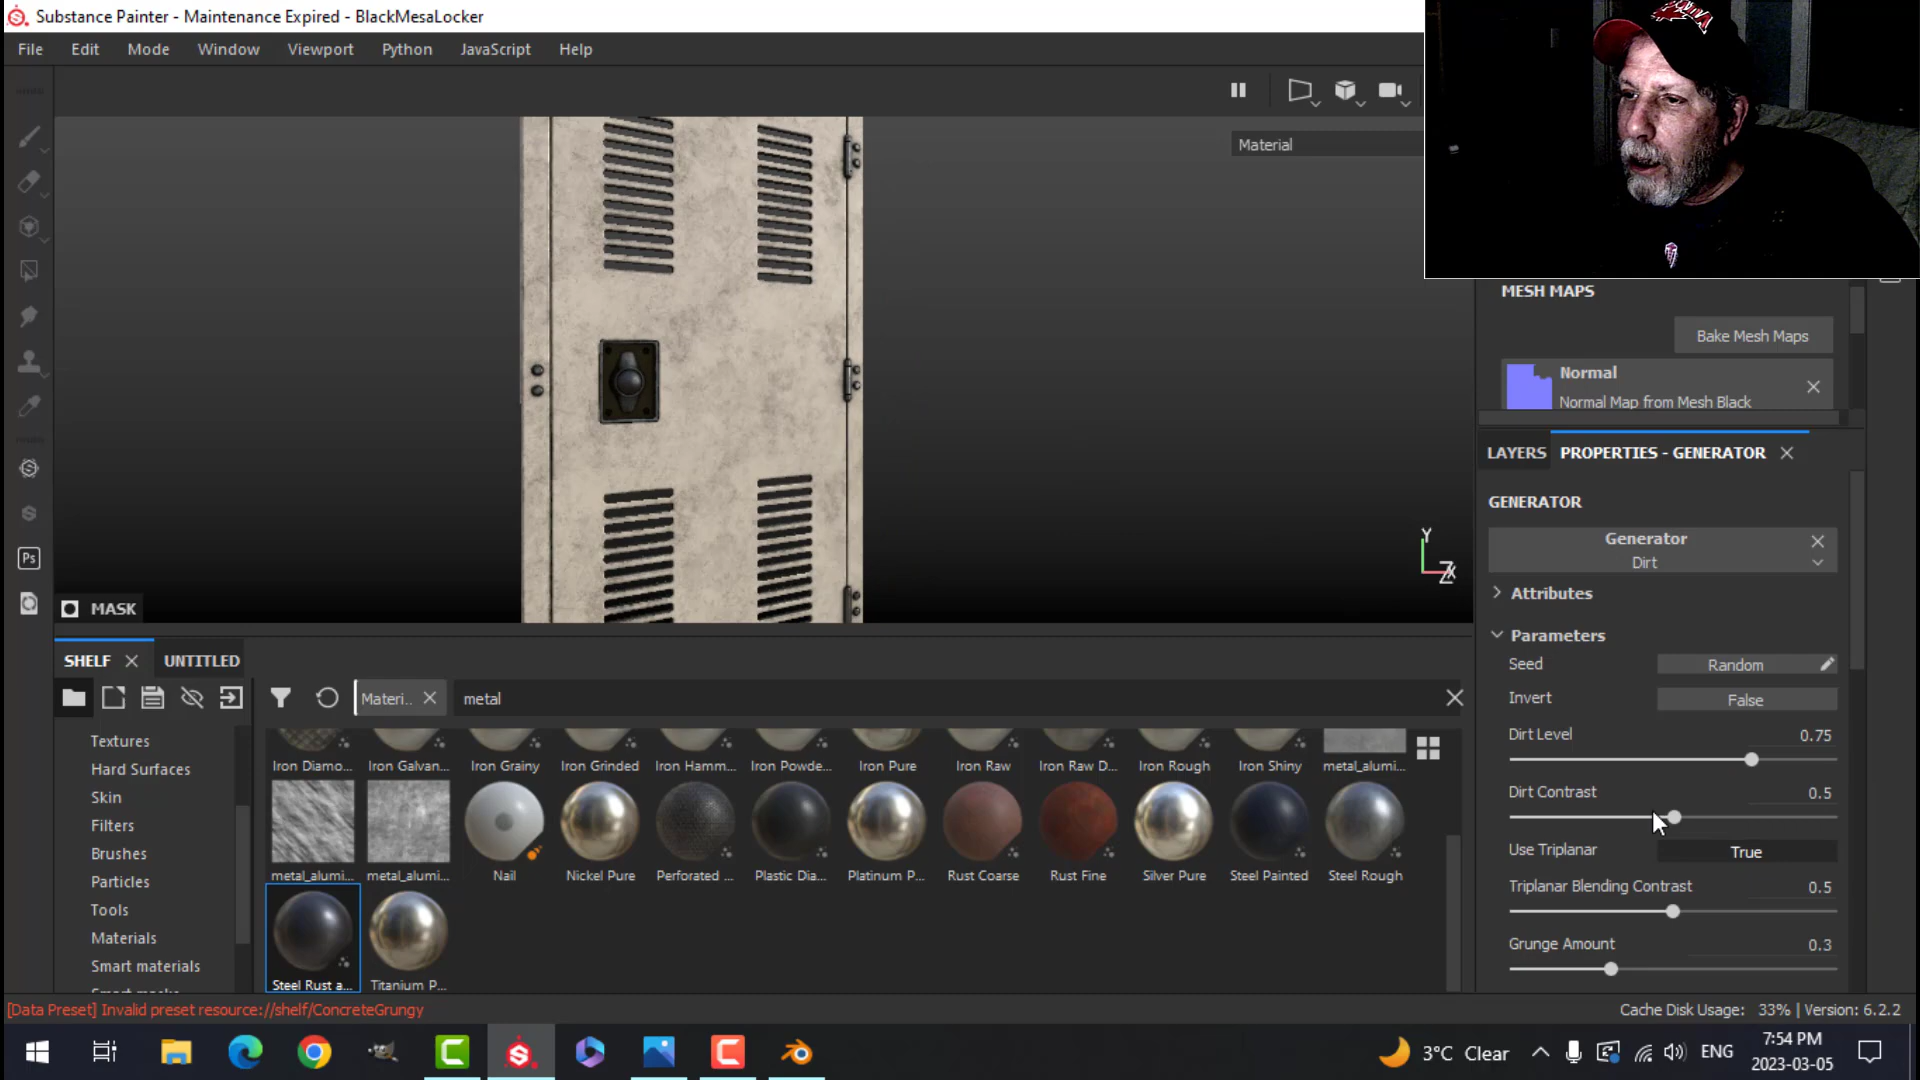 Substance Painter - Maintenance Expired - BlackMesaLocker
File Edit Mode Window Viewport Python JavaScript Help
Material
MESH MAPS
Bake Mesh Maps
Normal
Normal Map from Mesh Black
LAYERS PROPERTIES - GENERATOR
GENERATOR
Generator
Dirt
Attributes
Parameters
Seed Random
Invert False
Dirt Level 0.75
Dirt Contrast 0.5
Use Triplanar True
Triplanar Blending Contrast 0.5
Grunge Amount 0.3
Y
MASK
SHELF UNTITLED
Materi.. metal
Textures
Hard Surfaces
Skin
Filters
Brushes
Particles
Tools
Materials
Smart materials
Iron Diamo... Iron Galvan... Iron Grainy Iron Grinded Iron Hamm... Iron Powde... Iron Pure Iron Raw Iron Raw D... Iron Rough Iron Shiny metal_alumi...
metal_alumi... metal_alumi... Nail Nickel Pure Perforated ... Plastic Dia... Platinum P... Rust Coarse Rust Fine Silver Pure Steel Painted Steel Rough
Steel Rust a... Titanium P...
[Data Preset] Invalid preset resource://shelf/ConcreteGrungy
Cache Disk Usage: 33% | Version: 6.2.2
Ps
3°C Clear ENG 7:54 PM
2023-03-05